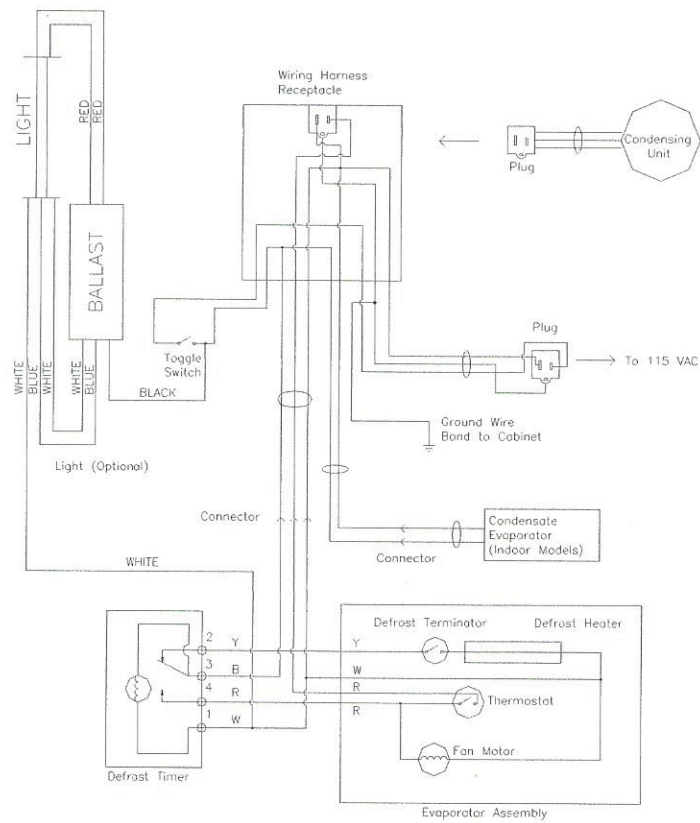 Wiring Harness
Receptacle
LIGHT
RED
RED
Plug
Condensing
Unit
BALLAST
Toggle
Switch
BLACK
WHITE
BLUE
WHITE
WHITE
BLUE
Plug
To 115 VAC
Ground Wire
Bond to Cabinet
Light (Optional)
Connector
Condensate
Evaporator
(Indoor Models)
Connector
WHITE
Defrost Terminator
Defrost Heater
2
Y
Y
3
B
W
4
R
R
Thermostat
R
1
W
Fan Motor
Defrost Timer
Evaporator Assembly